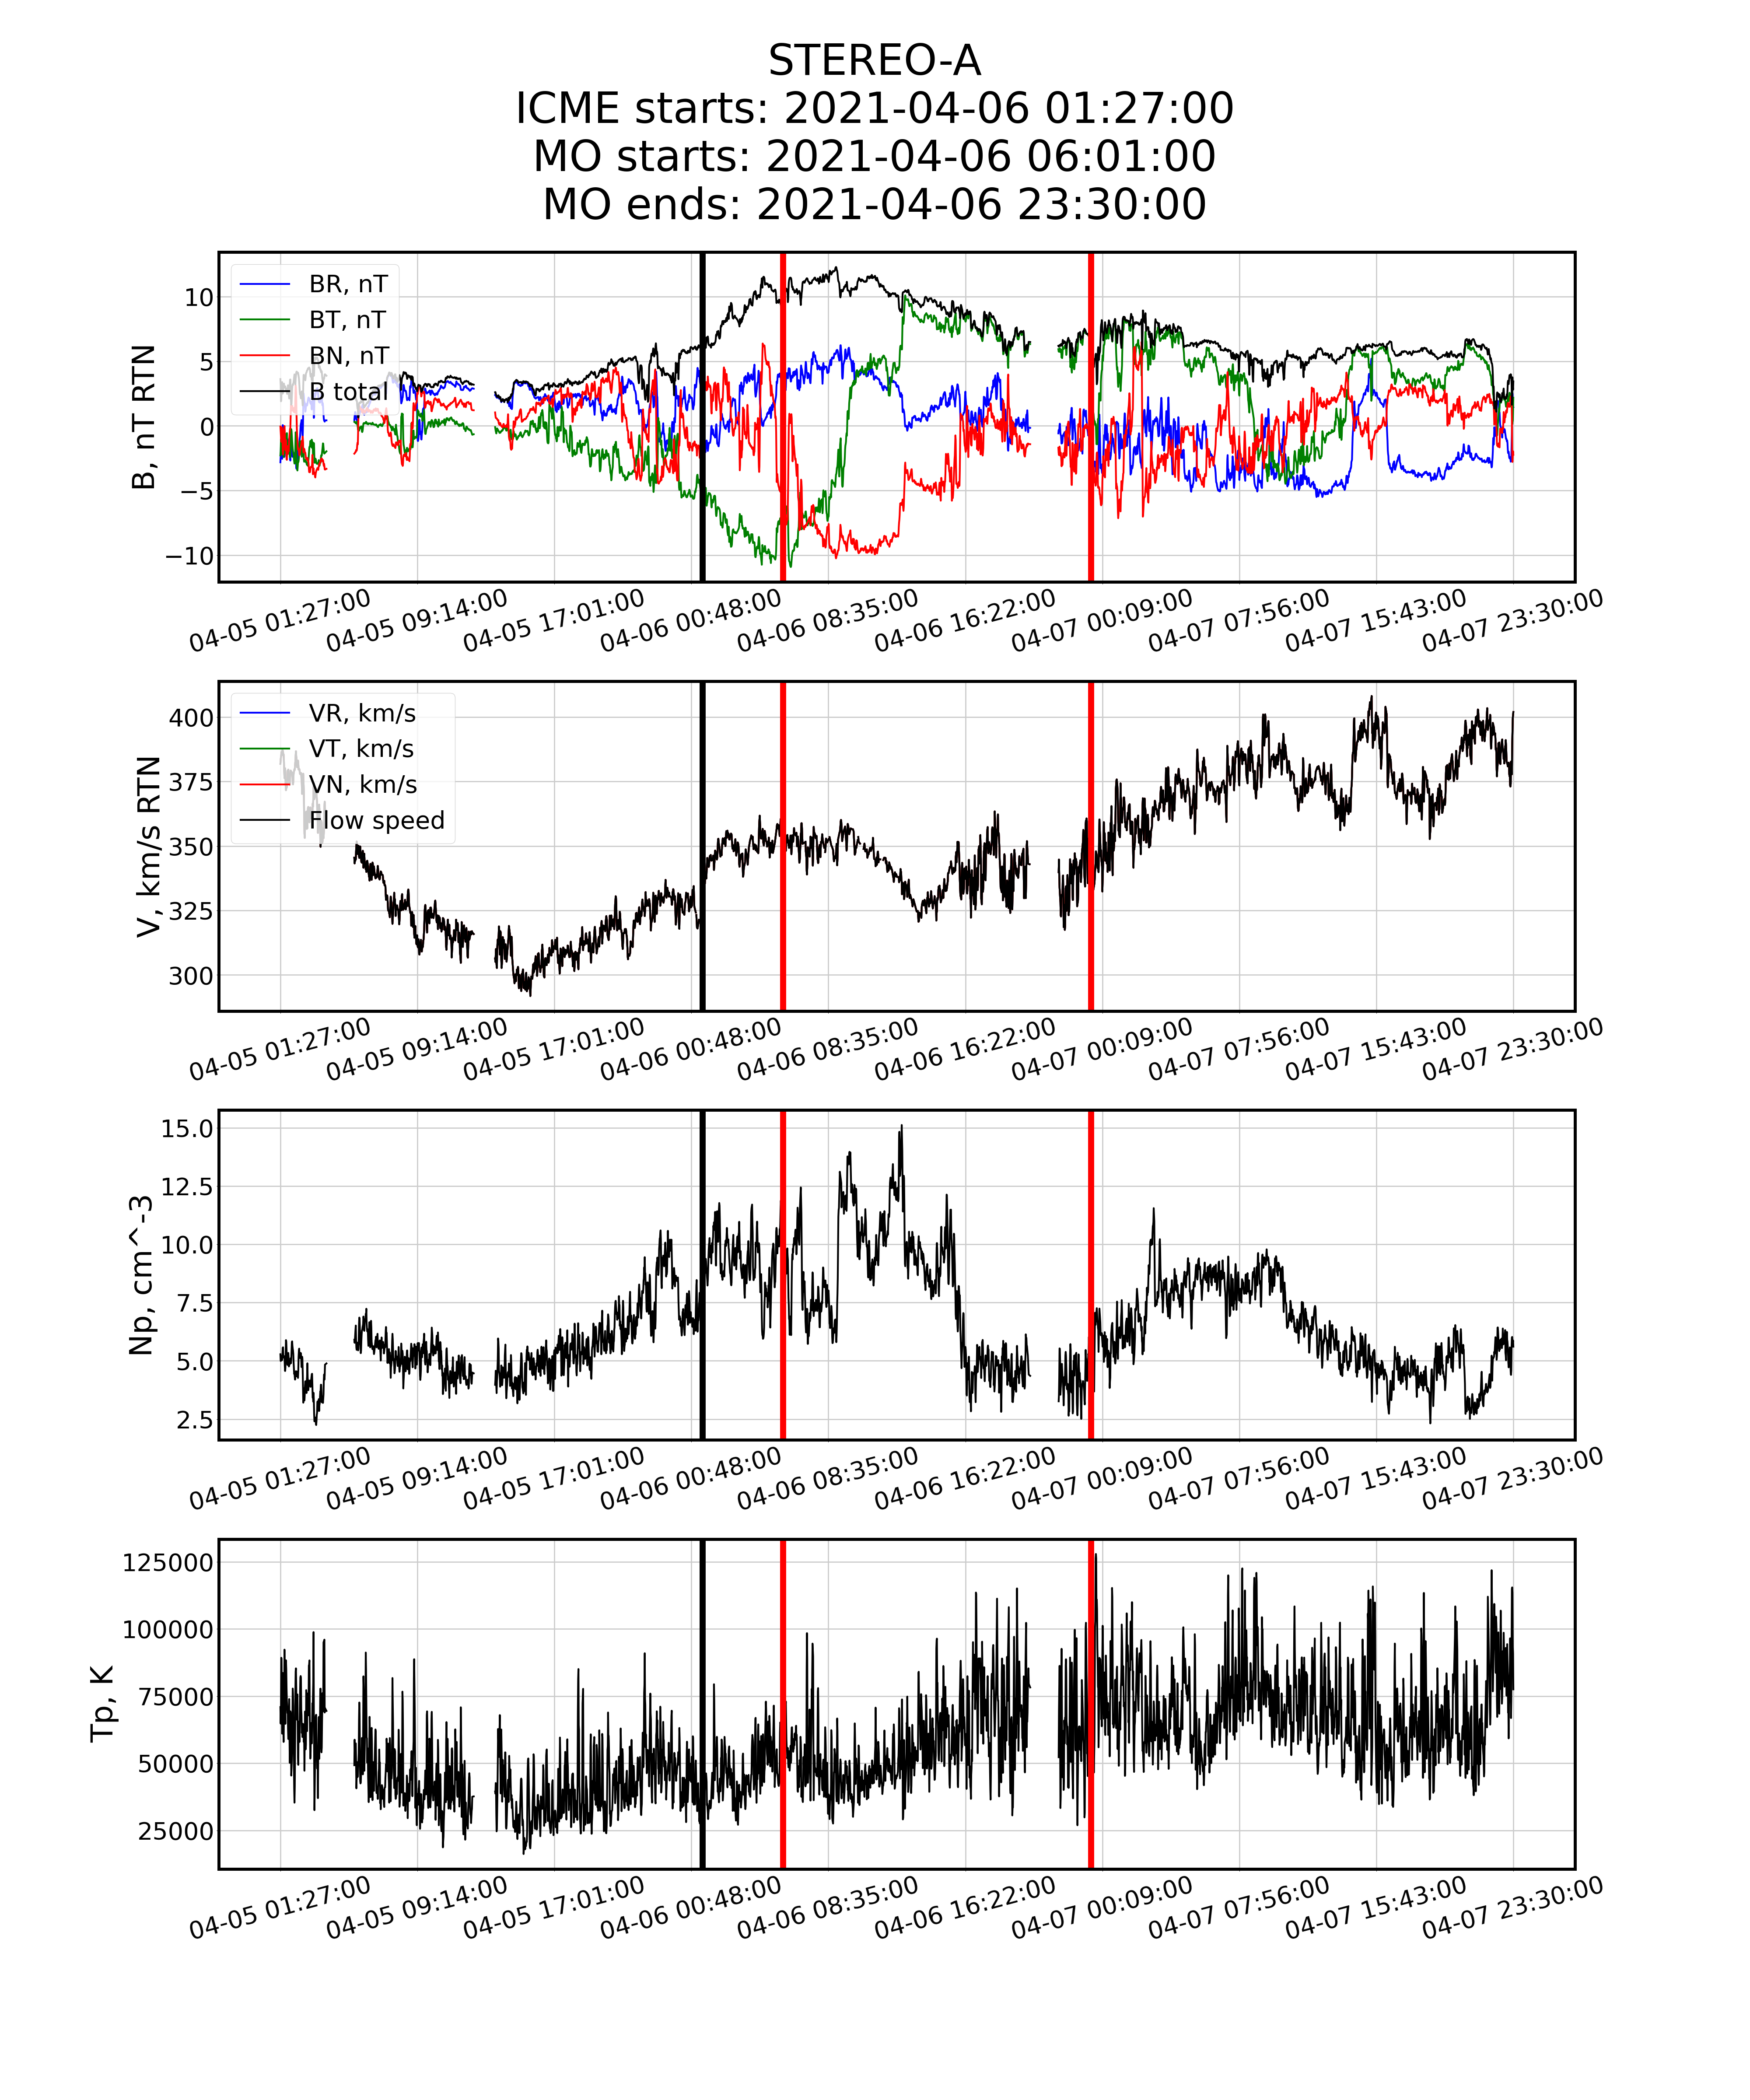 STEREO-A
ICME starts: 2021-04-06 01:27:00
MO starts: 2021-04-06 06:01:00
MO ends: 2021-04-06 23:30:00
B, nT RTN
10
5
0
−5
−10
BR, nT
BT, nT
BN, nT
B total
04-05 01:27:00 04-05 09:14:00 04-05 17:01:00 04-06 00:48:00 04-06 08:35:00 04-06 16:22:00 04-07 00:09:00 04-07 07:56:00 04-07 15:43:00 04-07 23:30:00
V, km/s RTN
400
375
350
325
300
VR, km/s
VT, km/s
VN, km/s
Flow speed
04-05 01:27:00 04-05 09:14:00 04-05 17:01:00 04-06 00:48:00 04-06 08:35:00 04-06 16:22:00 04-07 00:09:00 04-07 07:56:00 04-07 15:43:00 04-07 23:30:00
Np, cm^-3
15.0
12.5
10.0
7.5
5.0
2.5
04-05 01:27:00 04-05 09:14:00 04-05 17:01:00 04-06 00:48:00 04-06 08:35:00 04-06 16:22:00 04-07 00:09:00 04-07 07:56:00 04-07 15:43:00 04-07 23:30:00
Tp, K
125000
100000
75000
50000
25000
04-05 01:27:00 04-05 09:14:00 04-05 17:01:00 04-06 00:48:00 04-06 08:35:00 04-06 16:22:00 04-07 00:09:00 04-07 07:56:00 04-07 15:43:00 04-07 23:30:00